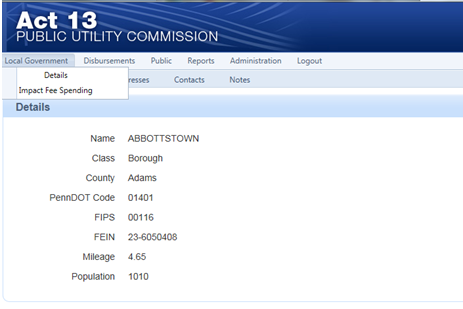 Act 13
PUBLIC UTILITY COMMISSION
Local Government Disbursements Public Reports Administration Logout
Details resses Contacts Notes
Impact Fee Spending
Details
Name ABBOTTSTOWN
Class Borough
County Adams
PennDOT Code 01401
FIPS 00116
FEIN 23-6050408
Mileage 4.65
Population 1010